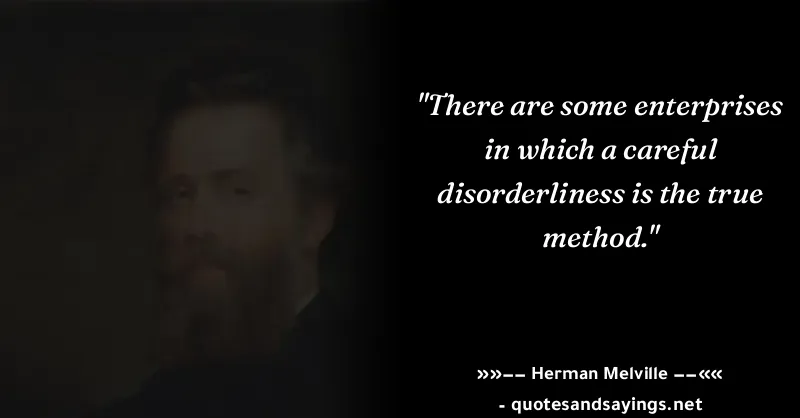 "There are some enterprises
in which a careful
disorderliness is the true
method."
»»—— Herman Melville ——««
- quotesandsayings.net